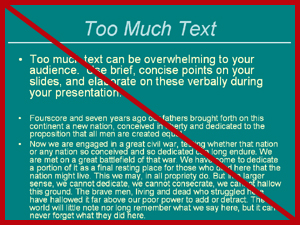 Too Much Text
• Too much text can be overwhelming to your
audience. Use brief, concise points on your
slides, and elaborate on these verbally during
your presentation.
• Fourscore and seven years ago our fathers brought forth on this
continent a new nation, conceived in liberty and dedicated to the
proposition that all men are created equal.
• Now we are engaged in a great civil war, testing whether that nation
or any nation so conceived and so dedicated can long endure. We
are met on a great battlefield of that war. We have come to dedicate
a portion of it as a final resting place for those who died here that the
nation might live. This we may, in all propriety do. But in a larger
sense, we cannot dedicate, we cannot consecrate, we cannot hallow
this ground. The brave men, living and dead who struggled here
have hallowed it far above our poor power to add or detract. The
world will little note nor long remember what we say here, but it can
never forget what they did here.